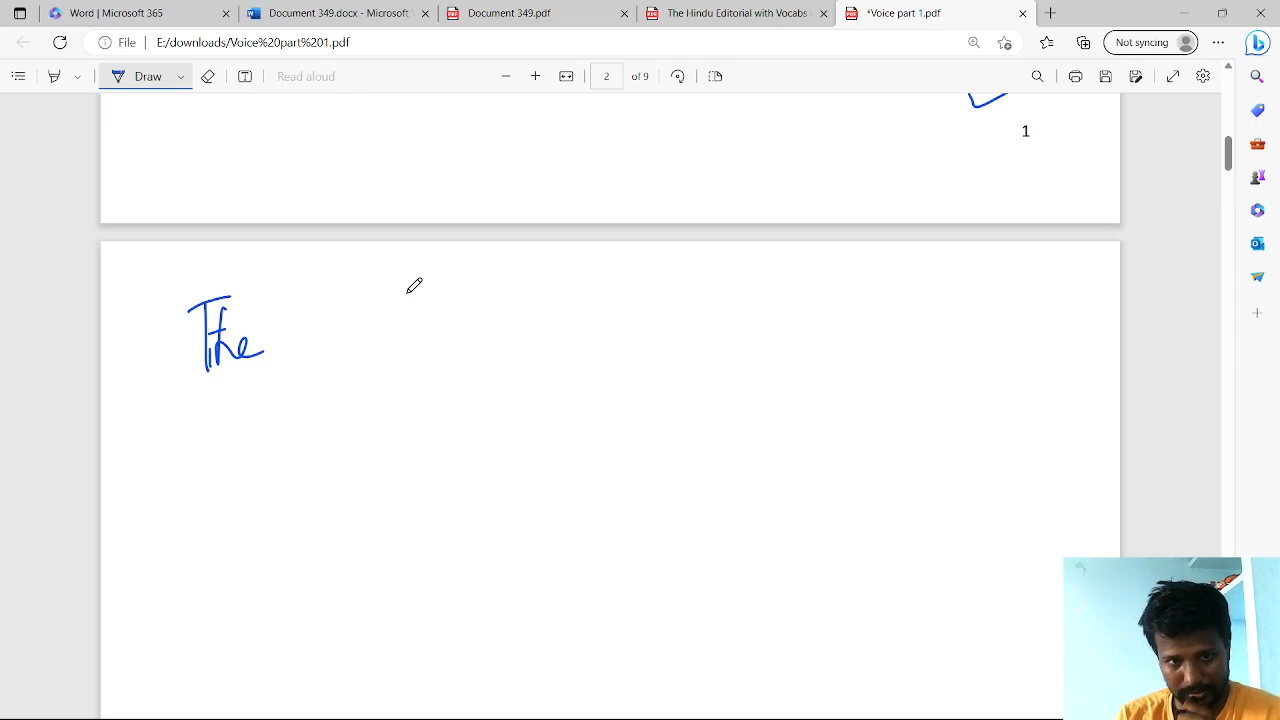 Word | Microsoft 365
Document 349.docx - Microsoft
Document 349.pdf
The Hindu Editorial with Vocabs
*Voice part 1.pdf
File
E:/downloads/Voice%20part%201.pdf
Not syncing
Draw
Read aloud
2 of 9
1
The